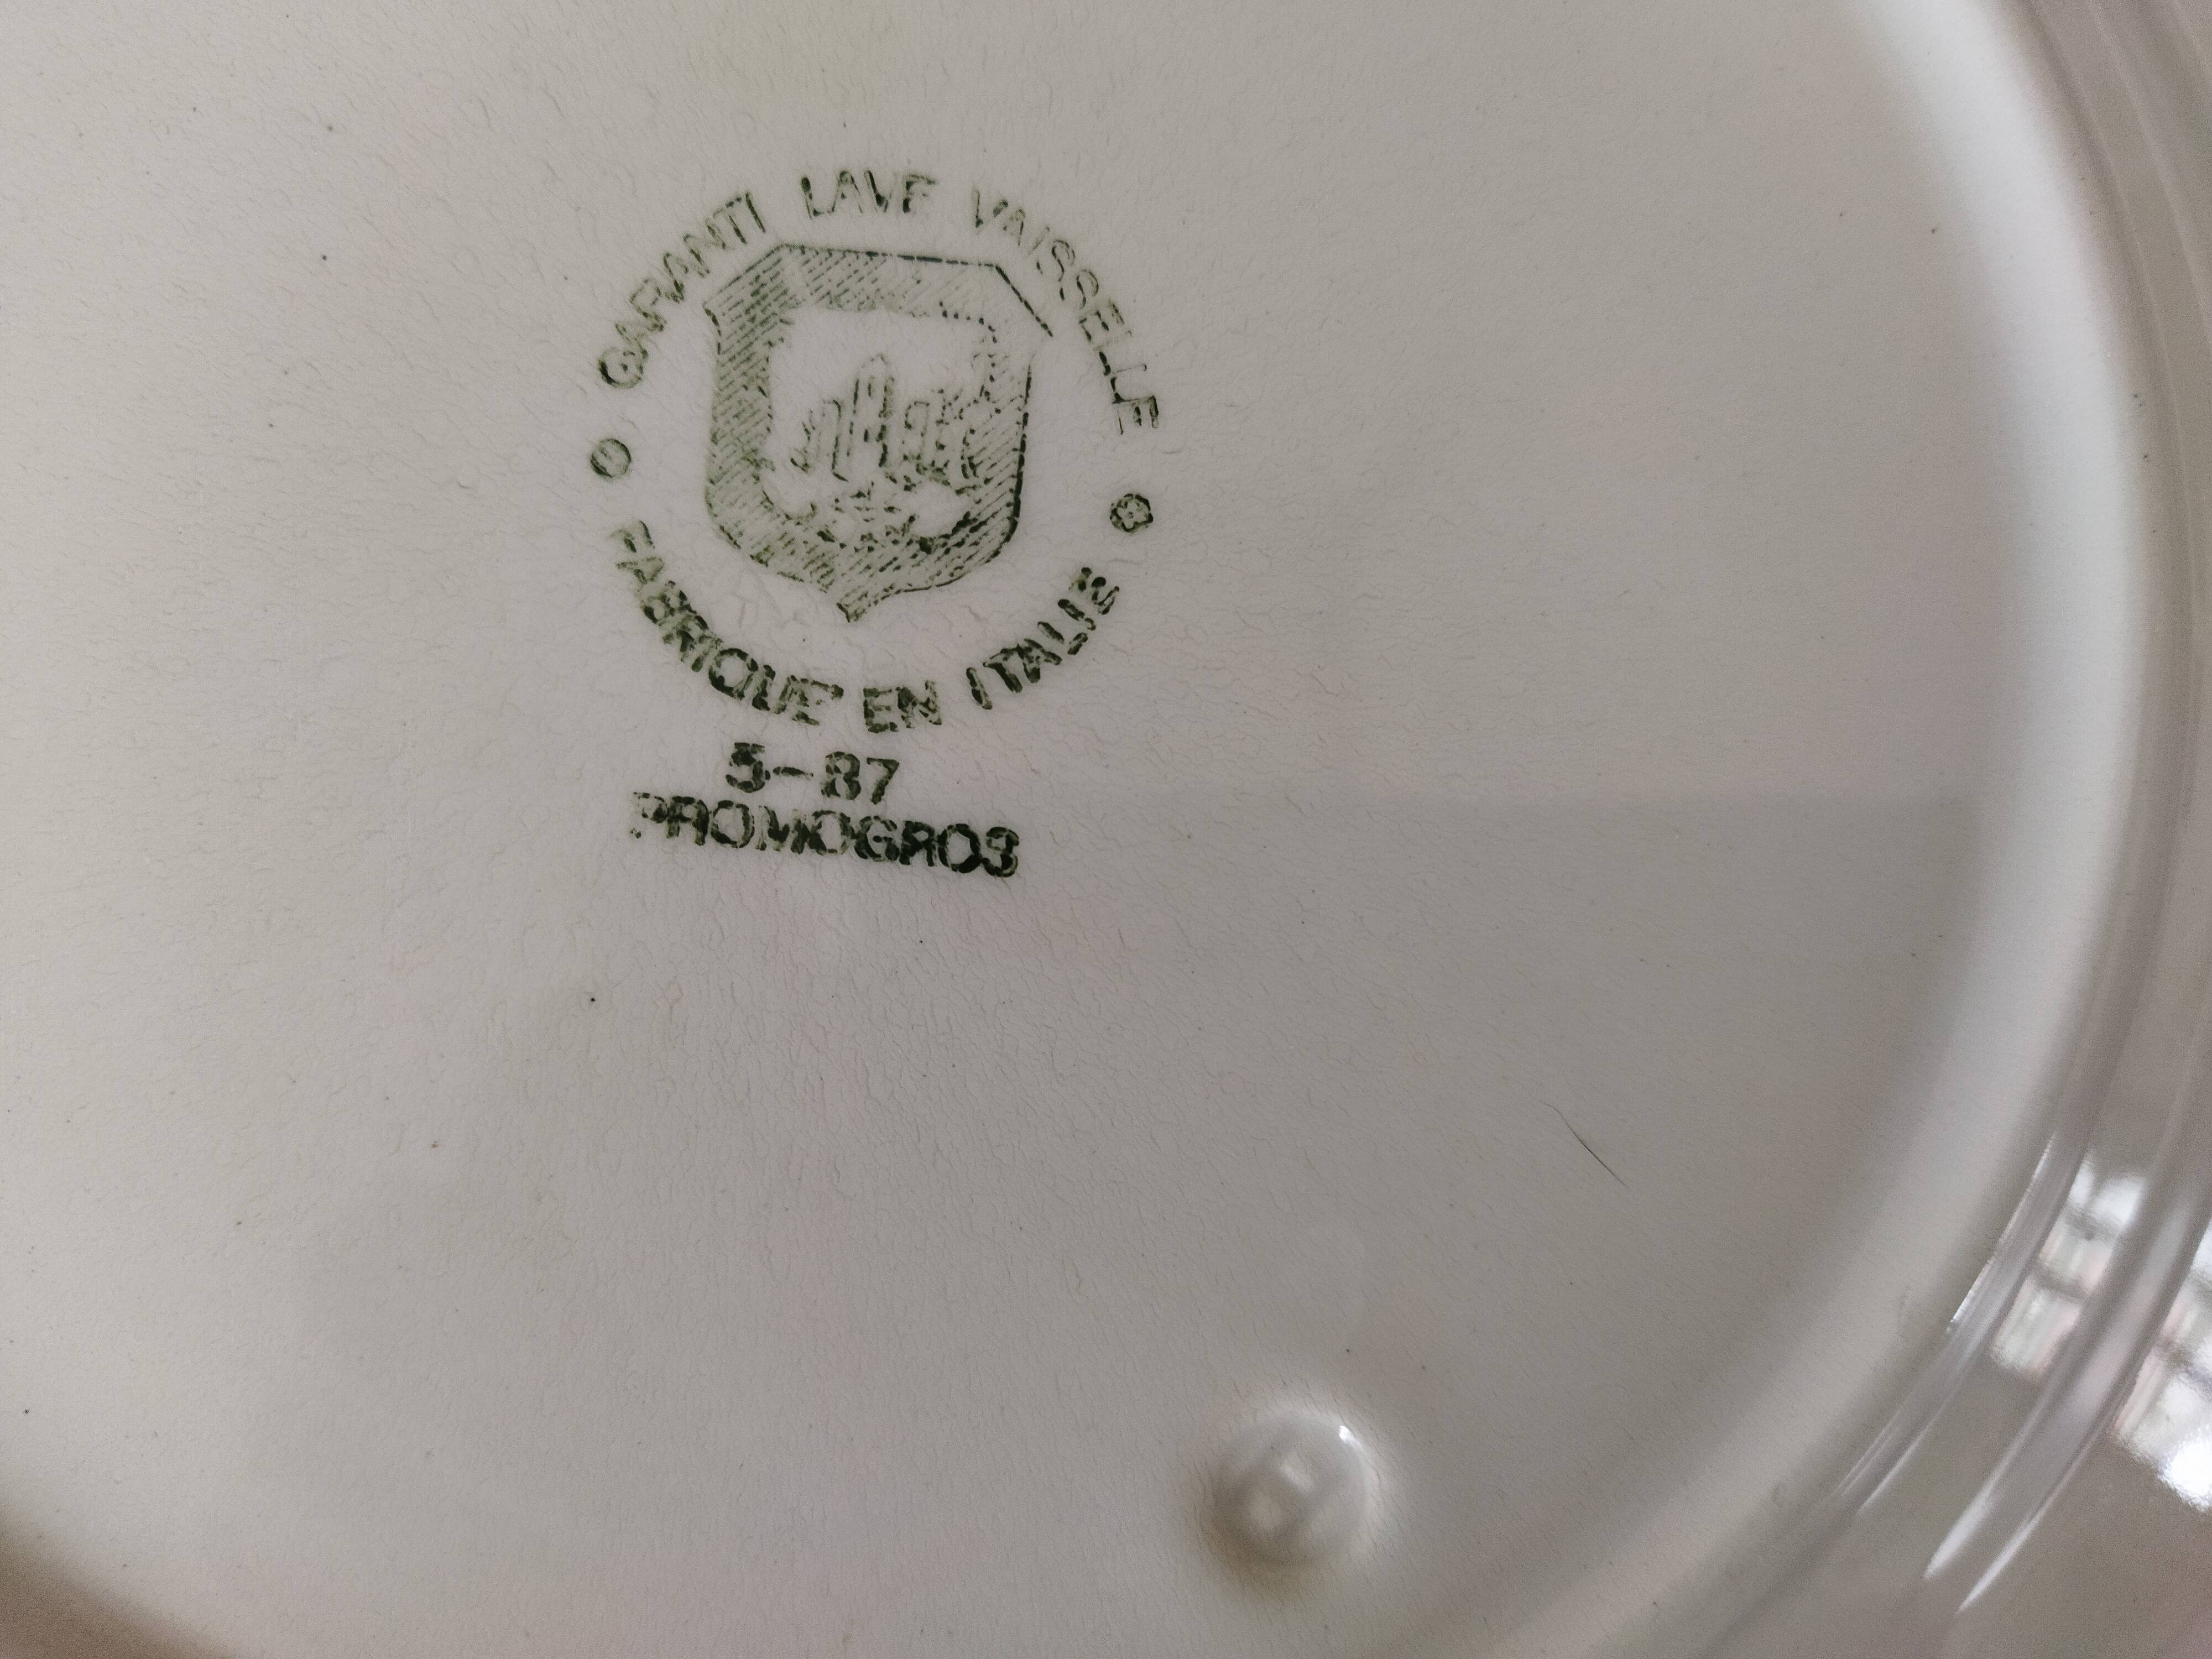 GARANTI LAVE VAISSELLE
FABRIQUE EN ITALIE
5-87
PROMOGROS